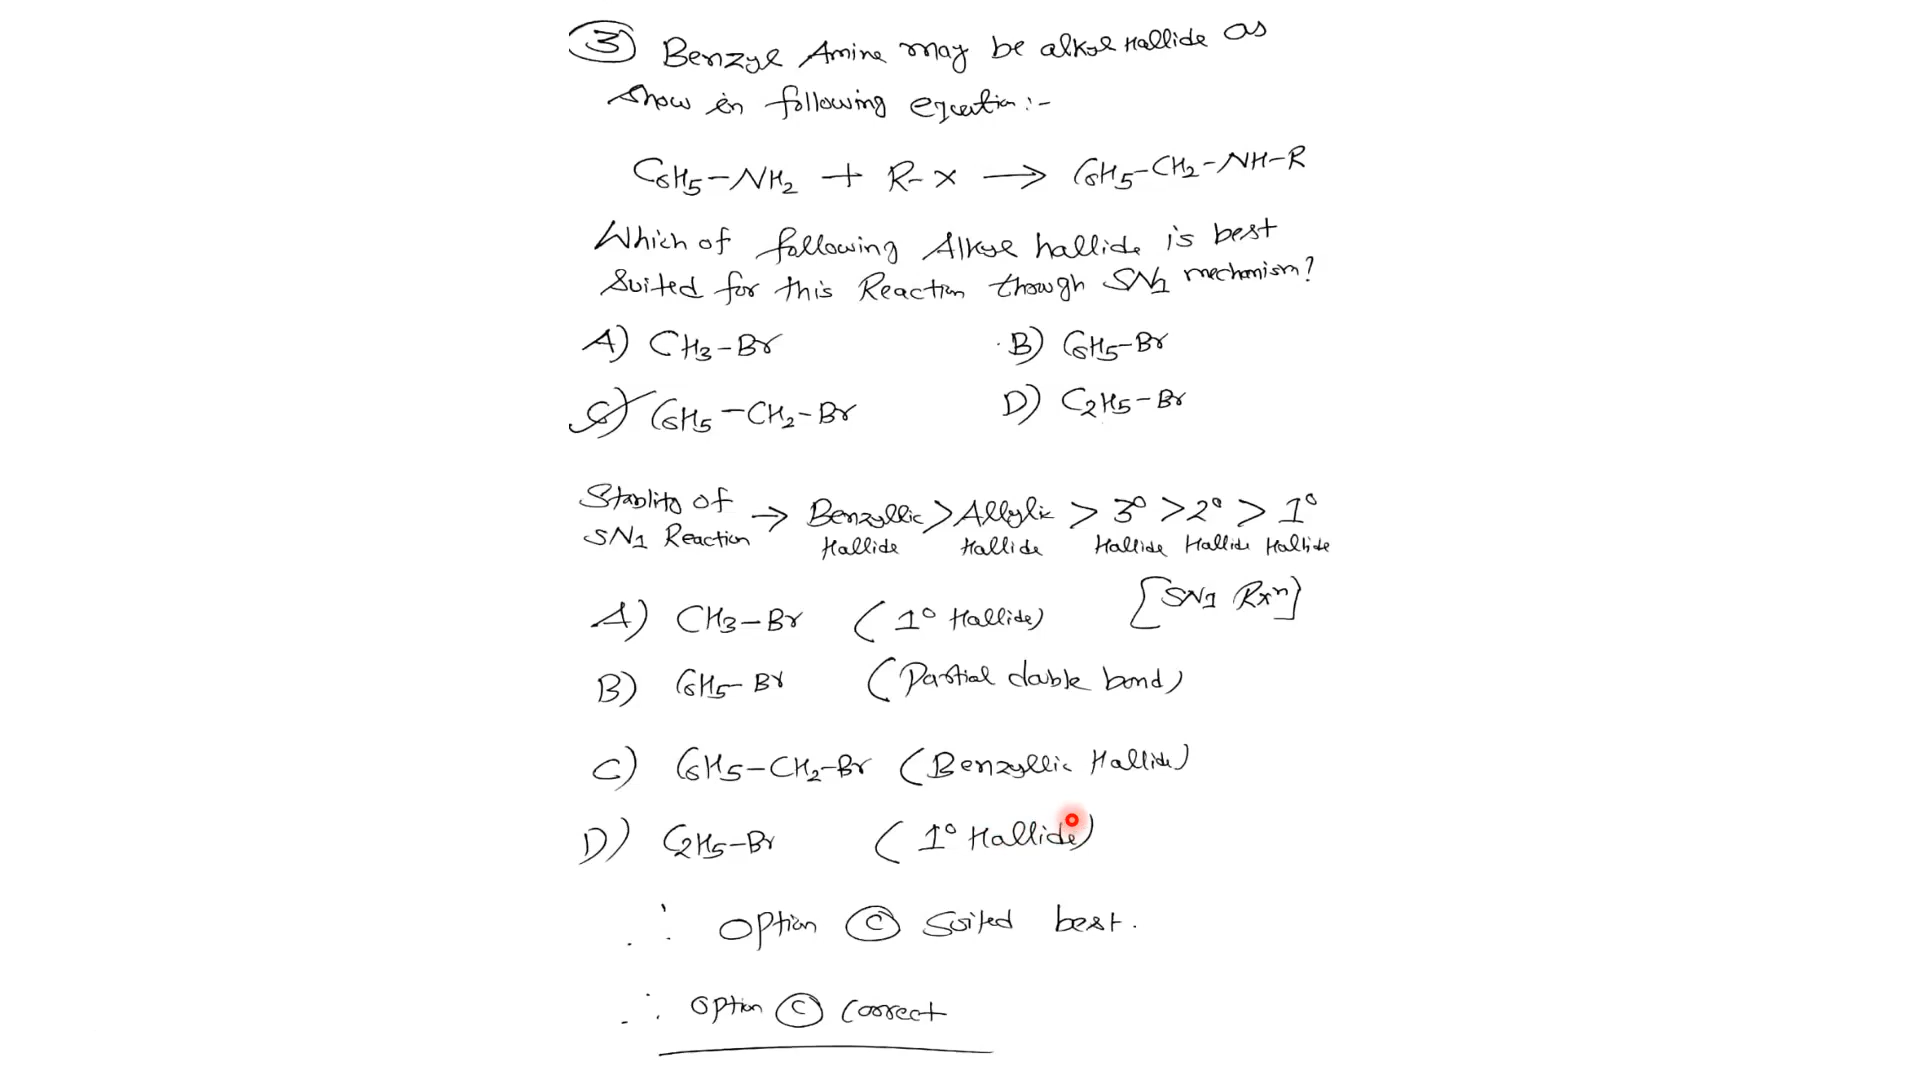 3 Benzyl Amine may be alkyl Hallide as
show in following equation :-
C6H5-NH2 + R-X → C6H5-CH2-NH-R
Which of following Alkyl hallide is best
suited for this Reaction though SN1 mechanism?
A) CH3-Br B) C6H5-Br
C) C6H5-CH2-Br D) C2H5-Br
Stablity of SN1 Reaction → Benzyllic Hallide > Allylic Hallide > 3° Hallide > 2° Hallide > 1° Hallide
[SN1 Rxn]
A) CH3-Br (1° Hallide)
B) C6H5-Br (Partial double bond)
C) C6H5-CH2-Br (Benzyllic Hallide)
D) C2H5-Br (1° Hallide)
∴ Option C Suited best.
∴ Option C Correct